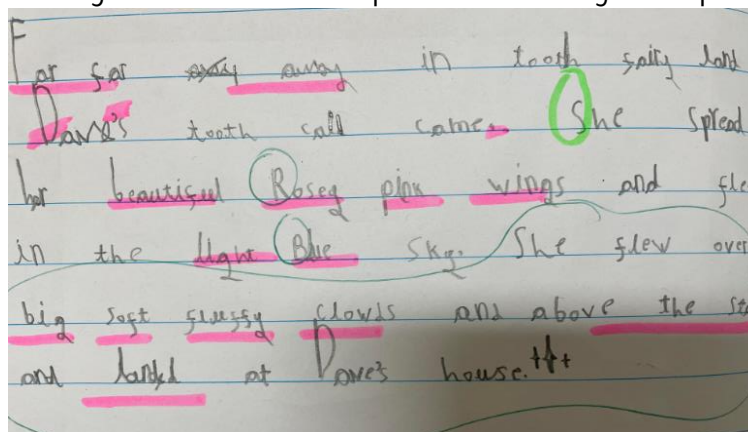 Far far away away in tooth fairy land
Dave's tooth call came. She spread
her beautiful Rosey pink wings and fle
in the light Blue sky. She flew over
big soft fluffy clowds and above the st
and landed at Dave's house.